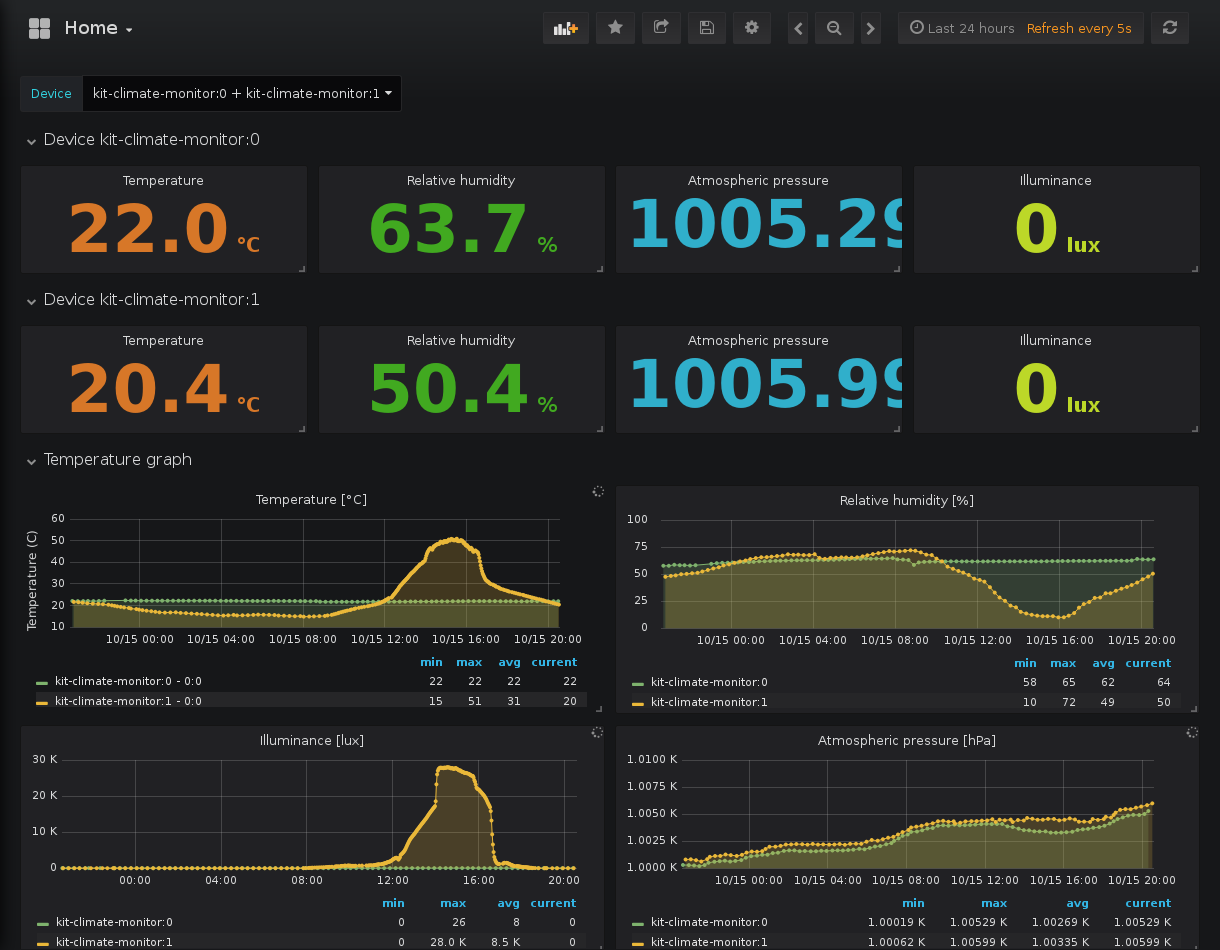 Home
Last 24 hours Refresh every 5s
Device kit-climate-monitor:0 + kit-climate-monitor:1
Device kit-climate-monitor:0
Temperature Relative humidity Atmospheric pressure Illuminance
22.0 °C 63.7 % 1005.29 0 lux
Device kit-climate-monitor:1
Temperature Relative humidity Atmospheric pressure Illuminance
20.4 °C 50.4 % 1005.99 0 lux
Temperature graph
Temperature [°C]
Temperature (C)
60
50
40
30
20
10
10/15 00:00 10/15 04:00 10/15 08:00 10/15 12:00 10/15 16:00 10/15 20:00
min max avg current
kit-climate-monitor:0 - 0:0 22 22 22 22
kit-climate-monitor:1 - 0:0 15 51 31 20
Relative humidity [%]
100
75
50
25
0
10/15 00:00 10/15 04:00 10/15 08:00 10/15 12:00 10/15 16:00 10/15 20:00
min max avg current
kit-climate-monitor:0 58 65 62 64
kit-climate-monitor:1 10 72 49 50
Illuminance [lux]
30 K
20 K
10 K
0
00:00 04:00 08:00 12:00 16:00 20:00
min max avg current
kit-climate-monitor:0 0 26 8 0
kit-climate-monitor:1 0 28.0 K 8.5 K 0
Atmospheric pressure [hPa]
1.0100 K
1.0075 K
1.0050 K
1.0025 K
1.0000 K
10/15 00:00 10/15 04:00 10/15 08:00 10/15 12:00 10/15 16:00 10/15 20:00
min max avg current
kit-climate-monitor:0 1.00019 K 1.00529 K 1.00269 K 1.00529 K
kit-climate-monitor:1 1.00062 K 1.00599 K 1.00335 K 1.00599 K